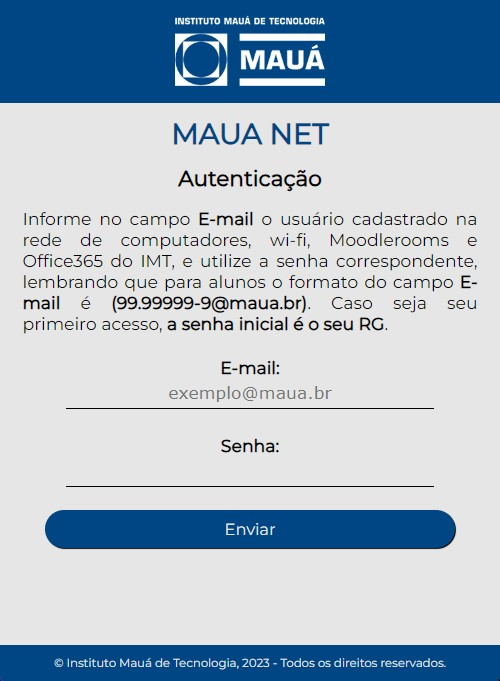 INSTITUTO MAUÁ DE TECNOLOGIA
MAUÁ
MAUA NET
Autenticação
Informe no campo E-mail o usuário cadastrado na
rede de computadores, wi-fi, Moodlerooms e
Office365 do IMT, e utilize a senha correspondente,
lembrando que para alunos o formato do campo E-
mail é (99.99999-9@maua.br). Caso seja seu
primeiro acesso, a senha inicial é o seu RG.
E-mail:
exemplo@maua.br
Senha:
Enviar
© Instituto Mauá de Tecnologia, 2023 - Todos os direitos reservados.